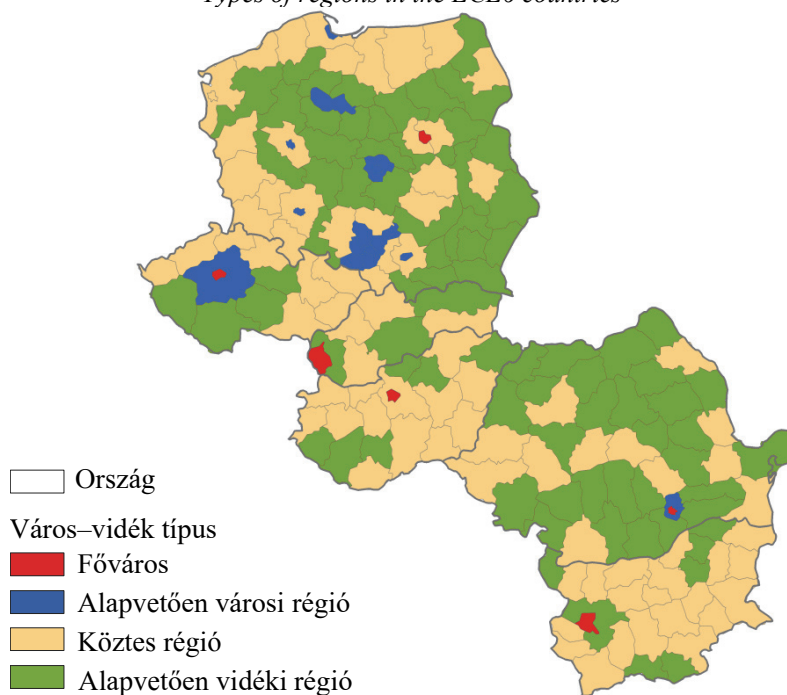 Types of regions in the ECE6 countries
Ország
Város–vidék típus
Főváros
Alapvetően városi régió
Köztes régió
Alapvetően vidéki régió